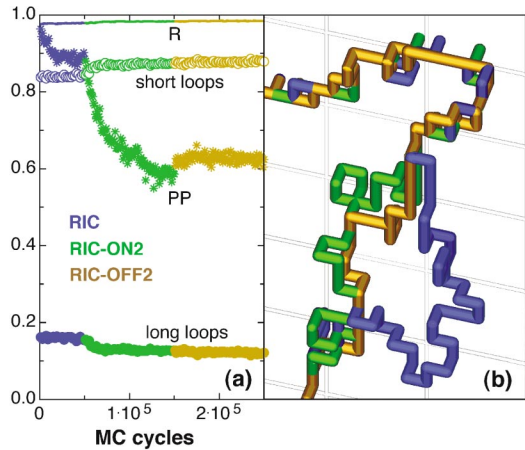 1.0
R
short loops
0.8
0.6
PP
RIC
RIC-ON2
0.4
RIC-OFF2
0.2
long loops
(a)
(b)
0.0
0
1·10⁵
2·10⁵
MC cycles